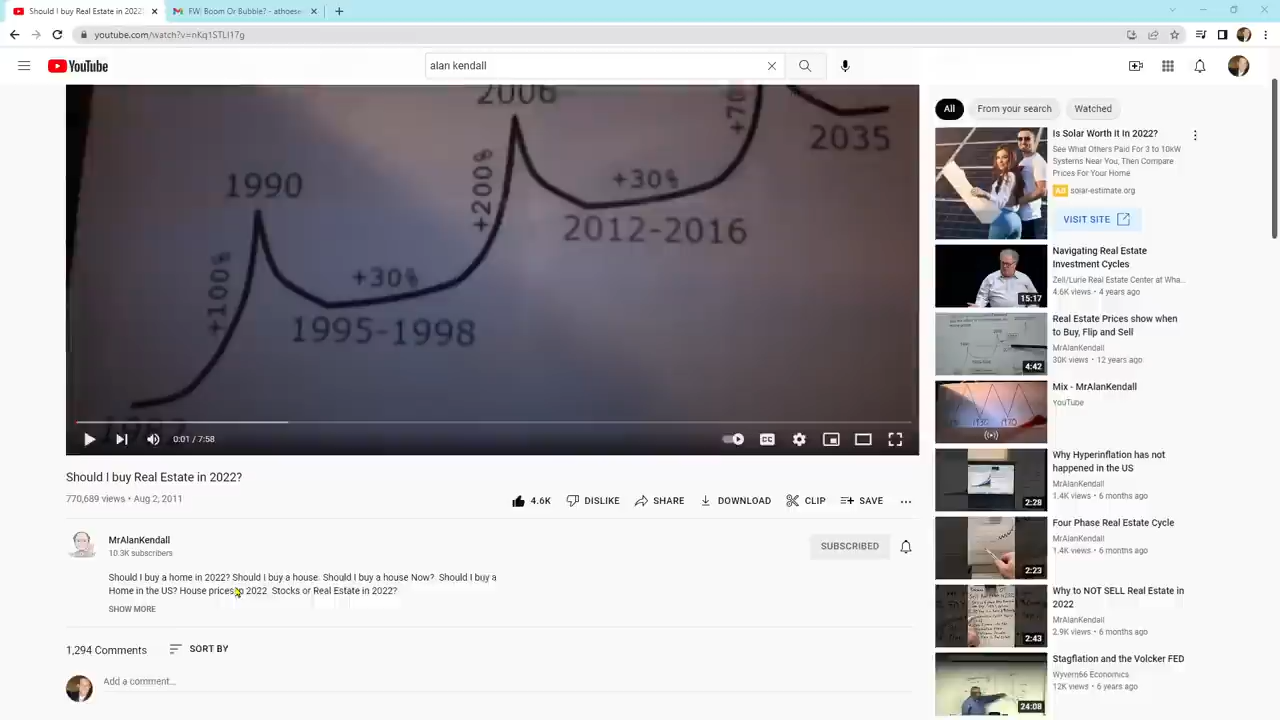 Should I buy Real Estate in 2022?
FW: Boom Or Bubble? - athoese
youtube.com/watch?v=nKq1STLI17g
YouTube
alan kendall
2006
+70
2035
1990
+200%
+30%
2012-2016
+100%
+30%
1995-1998
0:01 / 7:58
CC
Should I buy Real Estate in 2022?
770,689 views • Aug 2, 2011
4.6K
DISLIKE
SHARE
DOWNLOAD
CLIP
SAVE
MrAlanKendall
10.3K subscribers
SUBSCRIBED
Should I buy a home in 2022? Should I buy a house. Should I buy a house Now? Should I buy a
Home in the US? House prices in 2022 Stocks or Real Estate in 2022?
SHOW MORE
1,294 Comments
SORT BY
Add a comment...
All
From your search
Watched
Is Solar Worth It In 2022?
See What Others Paid For 3 to 10kW
Systems Near You, Then Compare
Prices For Your Home
Ad solar-estimate.org
VISIT SITE
Navigating Real Estate
Investment Cycles
Zell/Lurie Real Estate Center at Wha...
4.6K views • 4 years ago
15:17
Real Estate Prices show when
to Buy, Flip and Sell
MrAlanKendall
30K views • 12 years ago
4:42
Mix - MrAlanKendall
YouTube
Why Hyperinflation has not
happened in the US
MrAlanKendall
1.4K views • 6 months ago
2:28
Four Phase Real Estate Cycle
MrAlanKendall
1.4K views • 6 months ago
2:23
Why to NOT SELL Real Estate in
2022
MrAlanKendall
2.9K views • 6 months ago
2:43
Stagflation and the Volcker FED
Wyvern66 Economics
12K views • 6 years ago
24:08